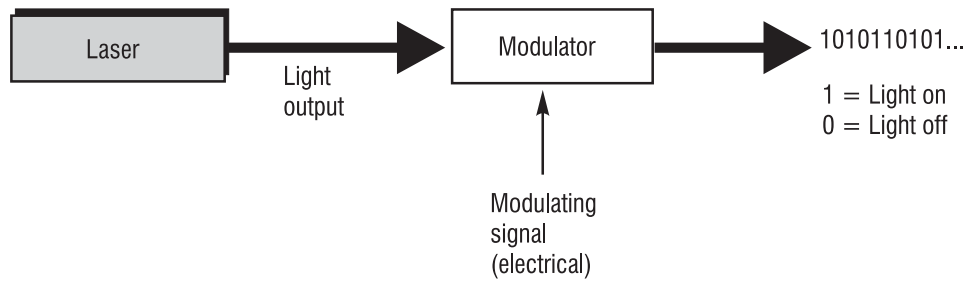 Laser
Light
output
Modulator
1010110101...
1 = Light on
0 = Light off
Modulating
signal
(electrical)